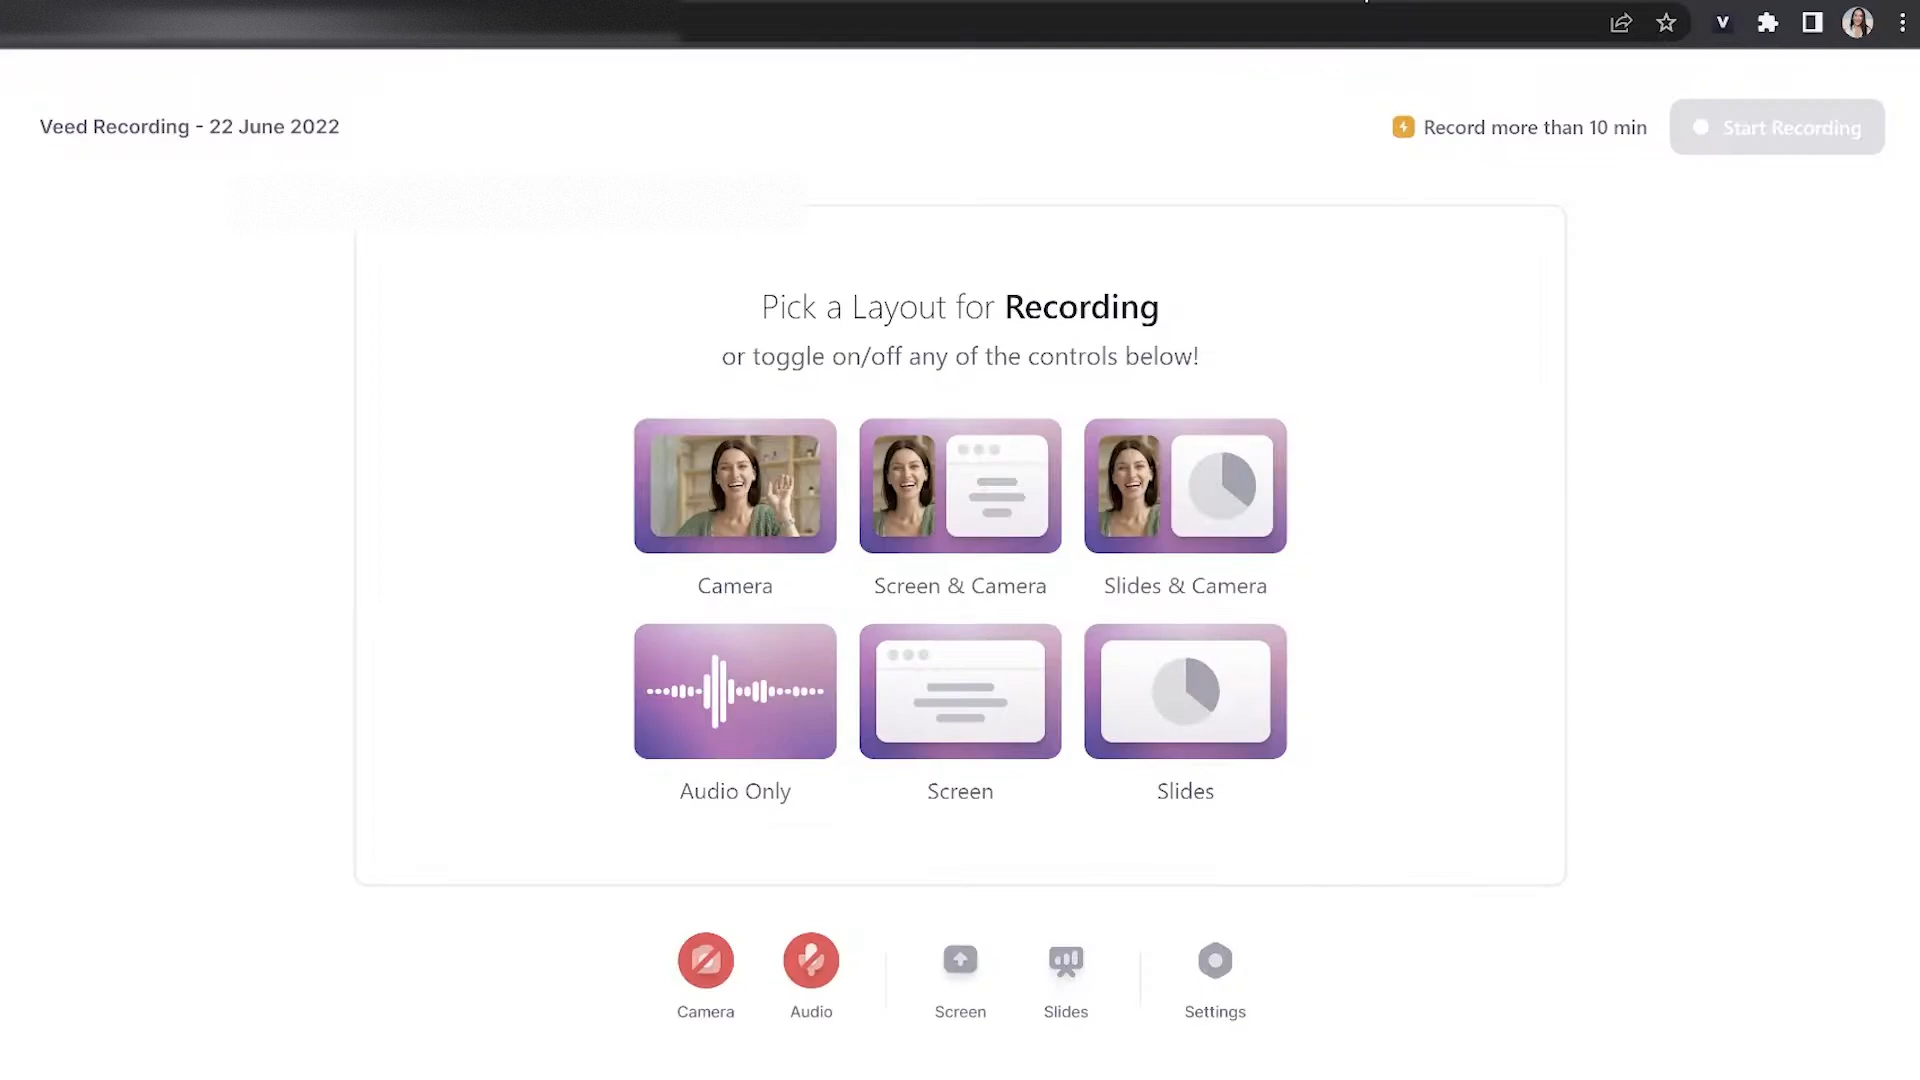 V
Veed Recording - 22 June 2022
Record more than 10 min
Start Recording
Pick a Layout for Recording
or toggle on/off any of the controls below!
Camera
Screen & Camera
Slides & Camera
Audio Only
Screen
Slides
Camera
Audio
Screen
Slides
Settings